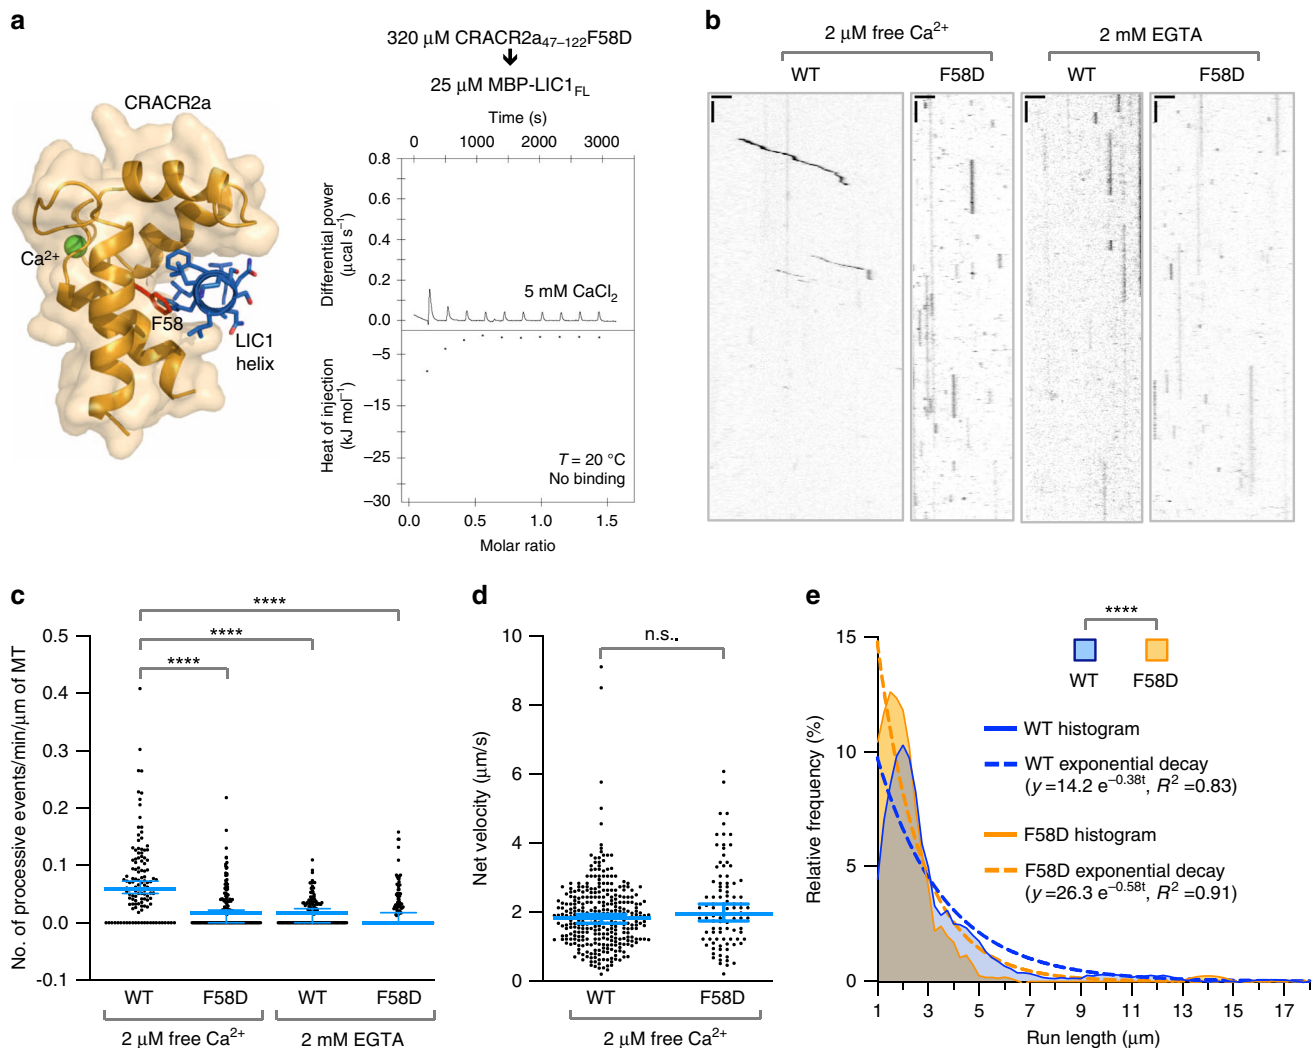 a
320 μM CRACR2a47–122F58D
25 μM MBP-LIC1FL
CRACR2a
Ca2+
F58
LIC1
helix
Time (s)
0 1000 2000 3000
Differential power
(μcal s−1)
0.8
0.6
0.4
0.2
0.0
5 mM CaCl2
Heat of injection
(kJ mol−1)
−5
−15
−25
−30
T = 20 °C
No binding
0.0 0.5 1.0 1.5
Molar ratio
b
2 μM free Ca2+
2 mM EGTA
WT
F58D
WT
F58D
c
No. of processive events/min/μm of MT
0.5
0.4
0.3
0.2
0.1
0.0
-0.1
****
****
****
WT F58D WT F58D
2 μM free Ca2+
2 mM EGTA
d
Net velocity (μm/s)
10
8
6
4
2
0
n.s..
WT F58D
2 μM free Ca2+
e
Relative frequency (%)
15
10
5
0
****
WT F58D
WT histogram
WT exponential decay
(y =14.2 e−0.38t, R2 =0.83)
F58D histogram
F58D exponential decay
(y =26.3 e−0.58t, R2 =0.91)
1 3 5 7 9 11 13 15 17
Run length (μm)